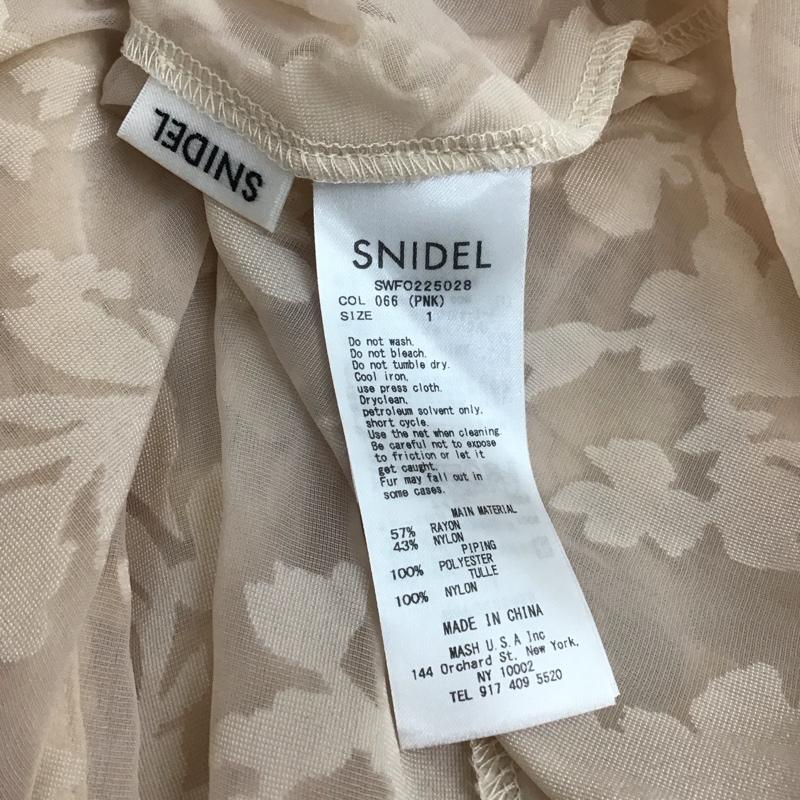 SNIDEL
SNIDEL
SWFO225028
COL 066 (PNK)
SIZE 1
Do not wash.
Do not bleach.
Do not tumble dry.
Cool iron,
use press cloth.
Dryclean,
petroleum solvent only,
short cycle.
Use the net when cleaning.
Be careful not to expose
to friction or let it
get caught.
Fur may fall out in
some cases.
MAIN MATERIAL
57% RAYON
43% NYLON
PIPING
100% POLYESTER
TULLE
100% NYLON
MADE IN CHINA
MASH U.S.A Inc
144 Orchard St. New York,
NY 10002
TEL 917 409 5520